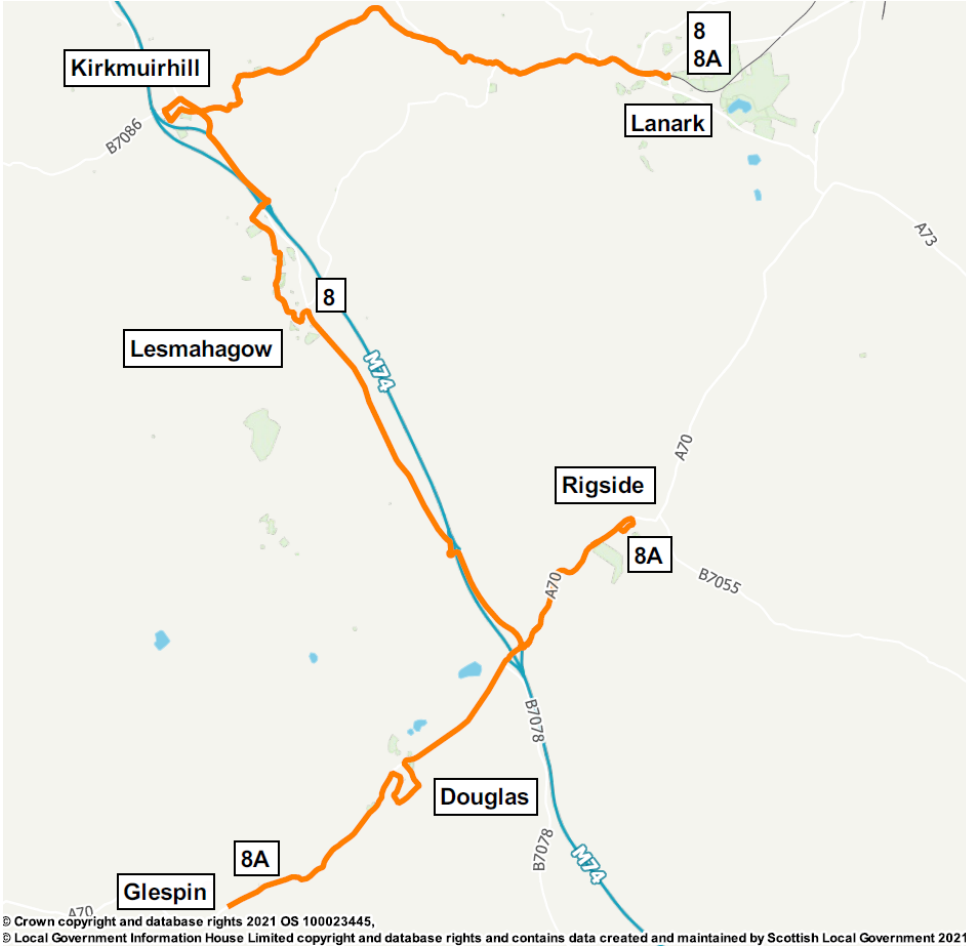 8
8A
Kirkmuirhill
Lanark
B7086
A73
8
Lesmahagow
M74
A70
Rigside
8A
A70
B7055
B7078
Douglas
B7078
8A
M74
Glespin
A70
© Crown copyright and database rights 2021 OS 100023445,
© Local Government Information House Limited copyright and database rights and contains data created and maintained by Scottish Local Government 2021